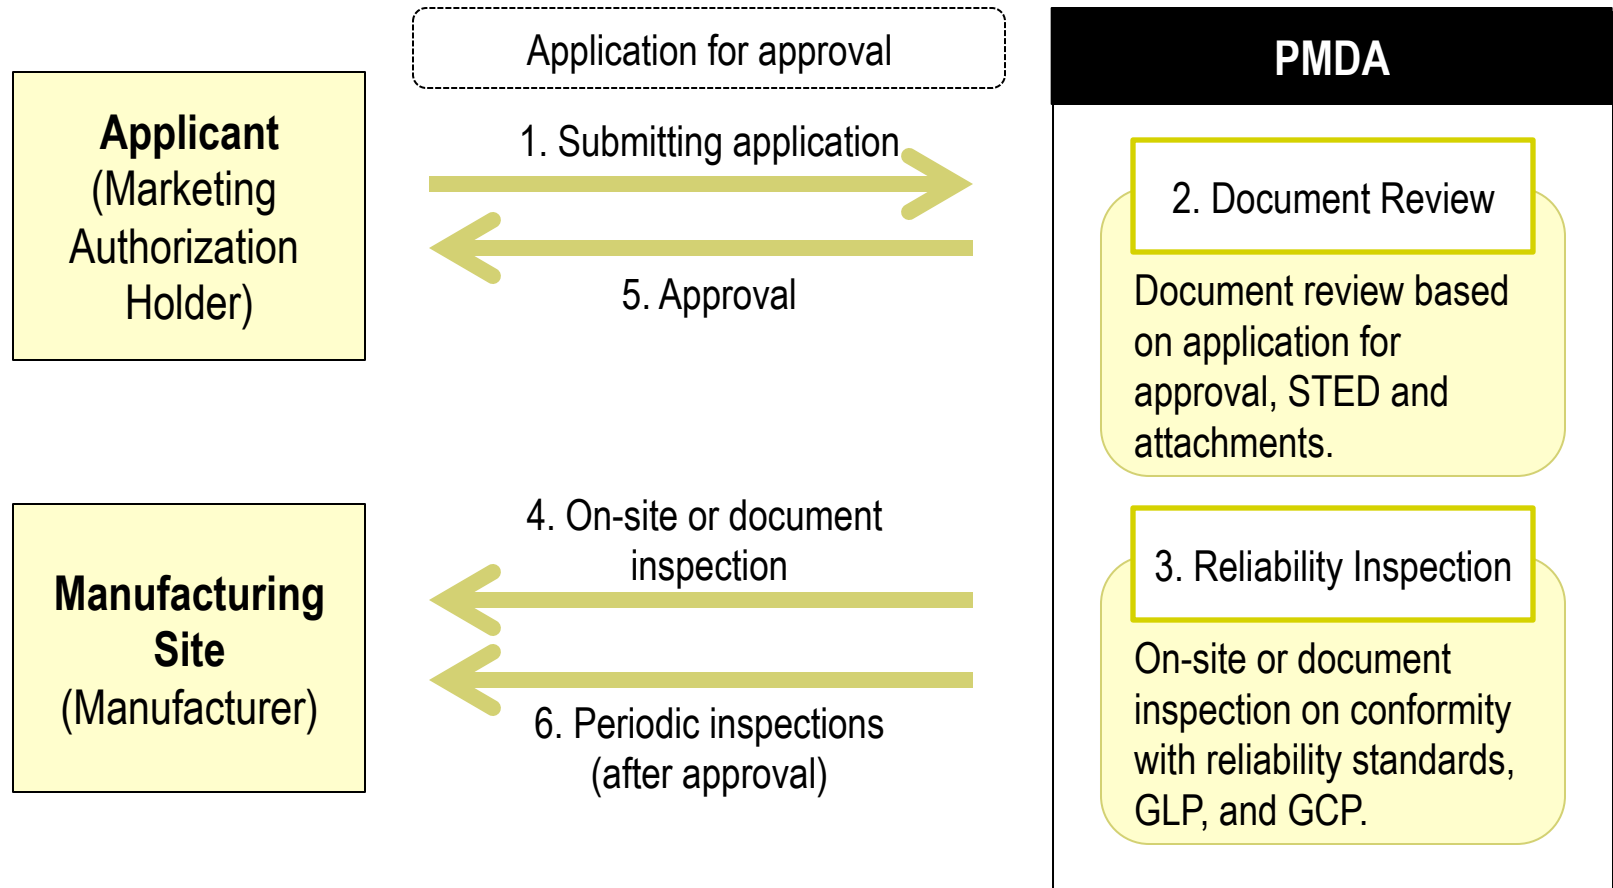 Application for approval
PMDA
Applicant
(Marketing
Authorization
Holder)
1. Submitting application
5. Approval
2. Document Review
Document review based
on application for
approval, STED and
attachments.
Manufacturing
Site
(Manufacturer)
4. On-site or document
inspection
6. Periodic inspections
(after approval)
3. Reliability Inspection
On-site or document
inspection on conformity
with reliability standards,
GLP, and GCP.